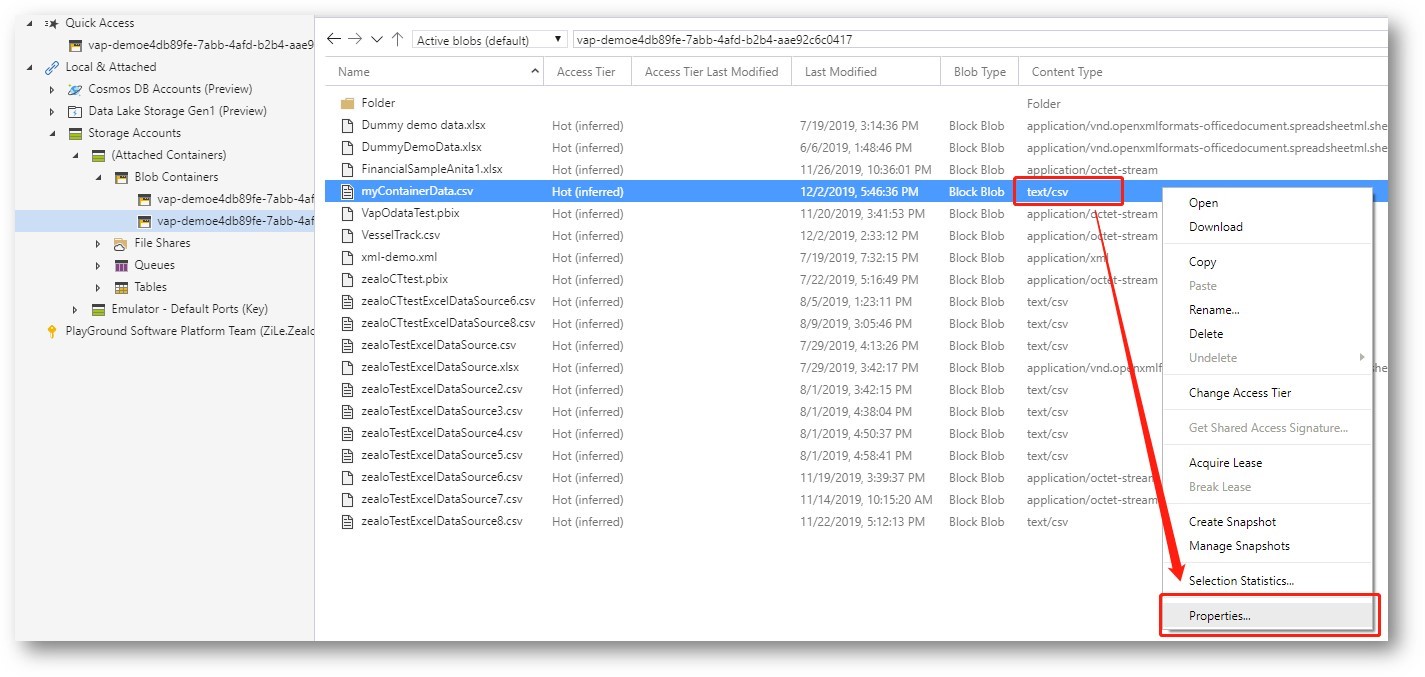 Quick Access
vap-demoe4db89fe-7abb-4afd-b2b4-aae9
Local & Attached
Cosmos DB Accounts (Preview)
Data Lake Storage Gen1 (Preview)
Storage Accounts
(Attached Containers)
Blob Containers
vap-demoe4db89fe-7abb-4af
vap-demoe4db89fe-7abb-4af
File Shares
Queues
Tables
Emulator - Default Ports (Key)
PlayGround Software Platform Team (ZiLe.Zealo
Active blobs (default) vap-demoe4db89fe-7abb-4afd-b2b4-aae92c6c0417
Name Access Tier Access Tier Last Modified Last Modified Blob Type Content Type
Folder Folder
Dummy demo data.xlsx Hot (inferred) 7/19/2019, 3:14:36 PM Block Blob application/vnd.openxmlformats-officedocument.spreadsheetml.she
DummyDemoData.xlsx Hot (inferred) 6/6/2019, 1:48:46 PM Block Blob application/vnd.openxmlformats-officedocument.spreadsheetml.she
FinancialSampleAnita1.xlsx Hot (inferred) 11/26/2019, 10:36:01 PM Block Blob application/octet-stream
myContainerData.csv Hot (inferred) 12/2/2019, 5:46:36 PM Block Blob text/csv
VapOdataTest.pbix Hot (inferred) 11/20/2019, 3:41:53 PM Block Blob application/octet-stream
VesselTrack.csv Hot (inferred) 12/2/2019, 2:33:12 PM Block Blob application/octet-stream
xml-demo.xml Hot (inferred) 7/19/2019, 7:32:15 PM Block Blob application/xml
zealoCTtest.pbix Hot (inferred) 7/22/2019, 5:16:49 PM Block Blob application/octet-stream
zealoCTtestExcelDataSource6.csv Hot (inferred) 8/5/2019, 1:23:11 PM Block Blob text/csv
zealoCTtestExcelDataSource8.csv Hot (inferred) 8/9/2019, 3:05:46 PM Block Blob text/csv
zealoTestExcelDataSource.csv Hot (inferred) 7/29/2019, 4:13:26 PM Block Blob text/csv
zealoTestExcelDataSource.xlsx Hot (inferred) 7/29/2019, 3:42:17 PM Block Blob application/vnd.openxmlf he
zealoTestExcelDataSource2.csv Hot (inferred) 8/1/2019, 3:42:15 PM Block Blob text/csv
zealoTestExcelDataSource3.csv Hot (inferred) 8/1/2019, 4:38:04 PM Block Blob text/csv
zealoTestExcelDataSource4.csv Hot (inferred) 8/1/2019, 4:50:37 PM Block Blob text/csv
zealoTestExcelDataSource5.csv Hot (inferred) 8/1/2019, 4:58:41 PM Block Blob text/csv
zealoTestExcelDataSource6.csv Hot (inferred) 11/19/2019, 3:39:37 PM Block Blob application/octet-stream
zealoTestExcelDataSource7.csv Hot (inferred) 11/14/2019, 10:15:20 AM Block Blob application/octet-stream
zealoTestExcelDataSource8.csv Hot (inferred) 11/22/2019, 5:12:13 PM Block Blob text/csv
Open
Download
Copy
Paste
Rename...
Delete
Undelete
Change Access Tier
Get Shared Access Signature...
Acquire Lease
Break Lease
Create Snapshot
Manage Snapshots
Selection Statistics...
Properties...